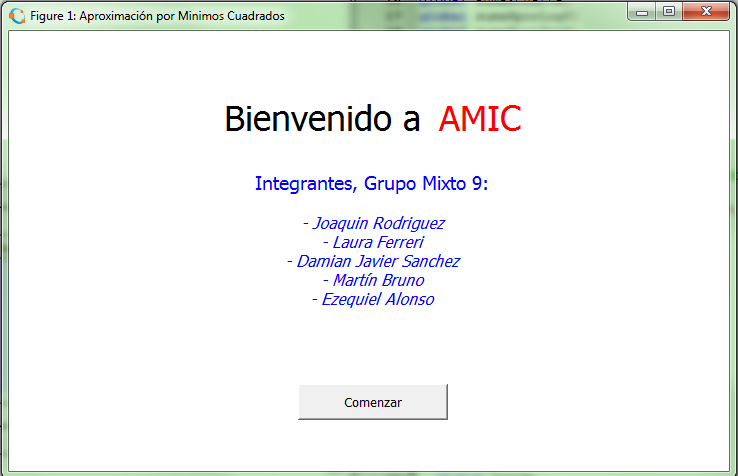 Figure 1: Aproximación por Minimos Cuadrados
Bienvenido a AMIC
Integrantes, Grupo Mixto 9:
- Joaquin Rodriguez
- Laura Ferreri
- Damian Javier Sanchez
- Martín Bruno
- Ezequiel Alonso
Comenzar